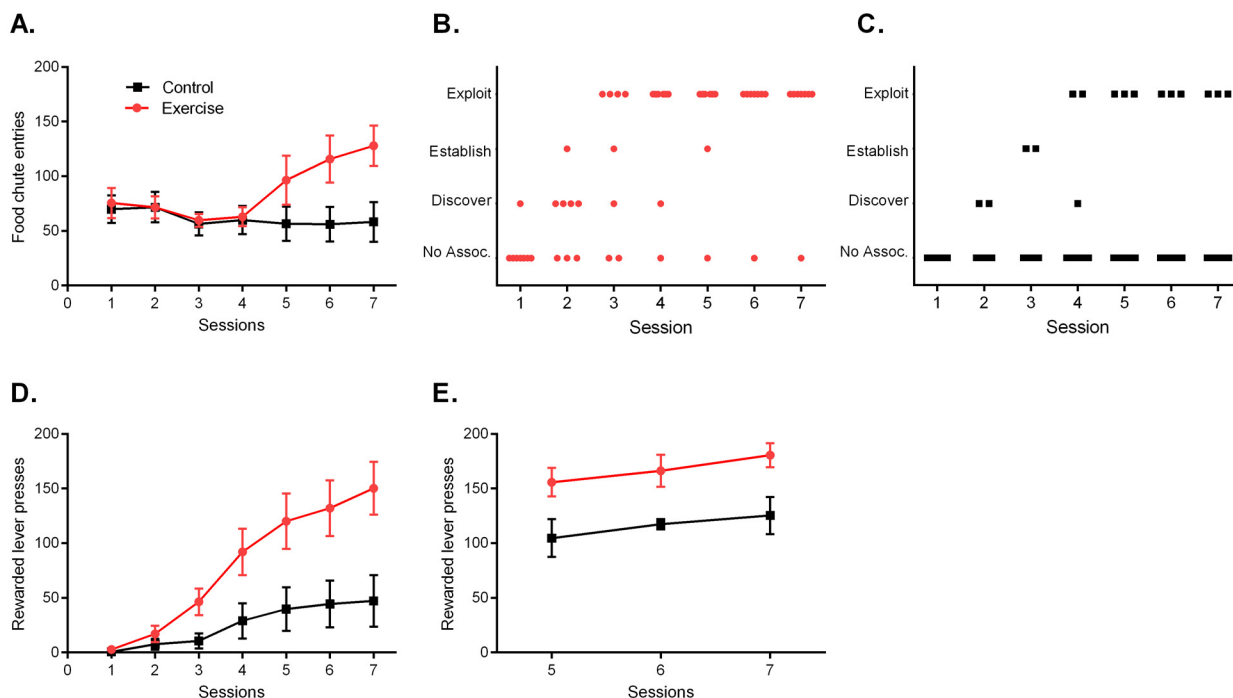 A.
200
150
100
50
0
Food chute entries
Control
Exercise
0 1 2 3 4 5 6 7
Sessions
B.
Exploit
Establish
Discover
No Assoc.
1 2 3 4 5 6 7
Session
C.
Exploit
Establish
Discover
No Assoc.
1 2 3 4 5 6 7
Session
D.
200
150
100
50
0
Rewarded lever presses
0 1 2 3 4 5 6 7
Sessions
E.
200
150
100
50
0
Rewarded lever presses
5 6 7
Sessions